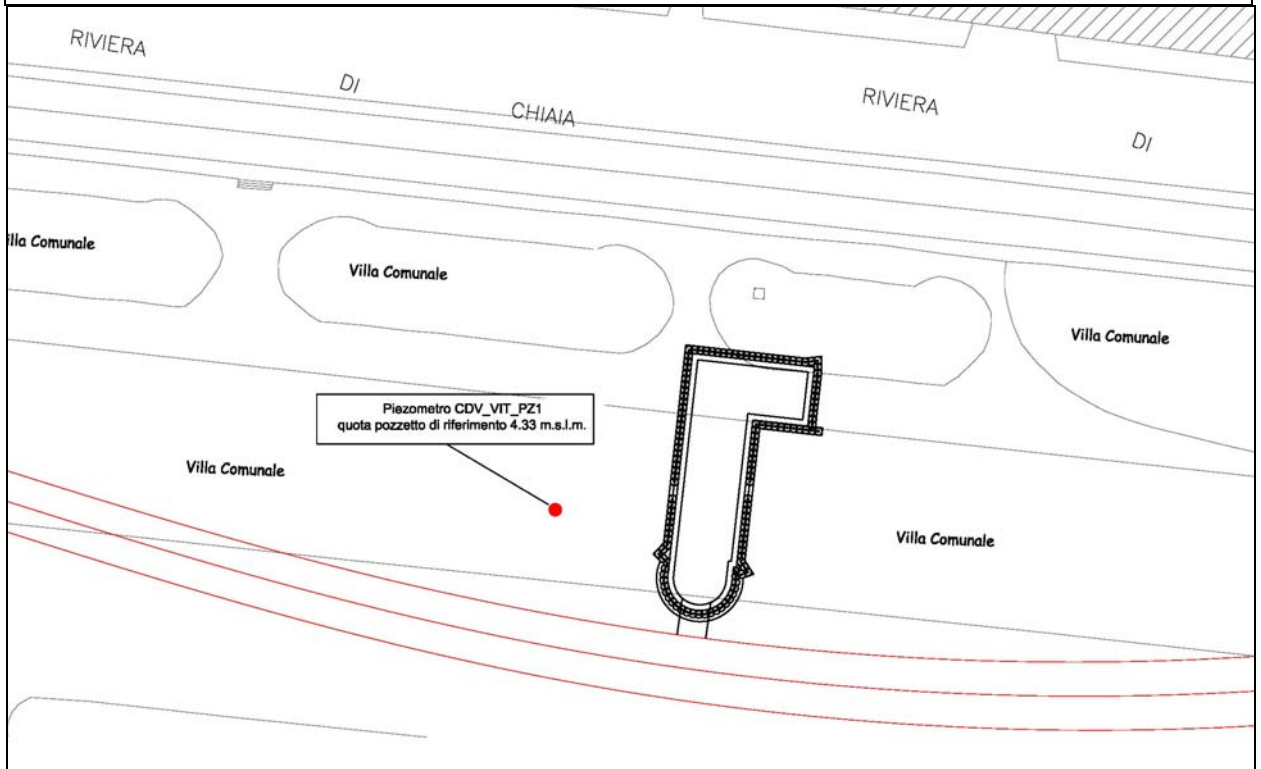 RIVIERA
DI
CHIAIA
RIVIERA
DI
illa Comunale
Villa Comunale
Villa Comunale
Piezometro CDV_VIT_PZ1
quota pozzetto di riferimento 4.33 m.s.l.m.
Villa Comunale
Villa Comunale